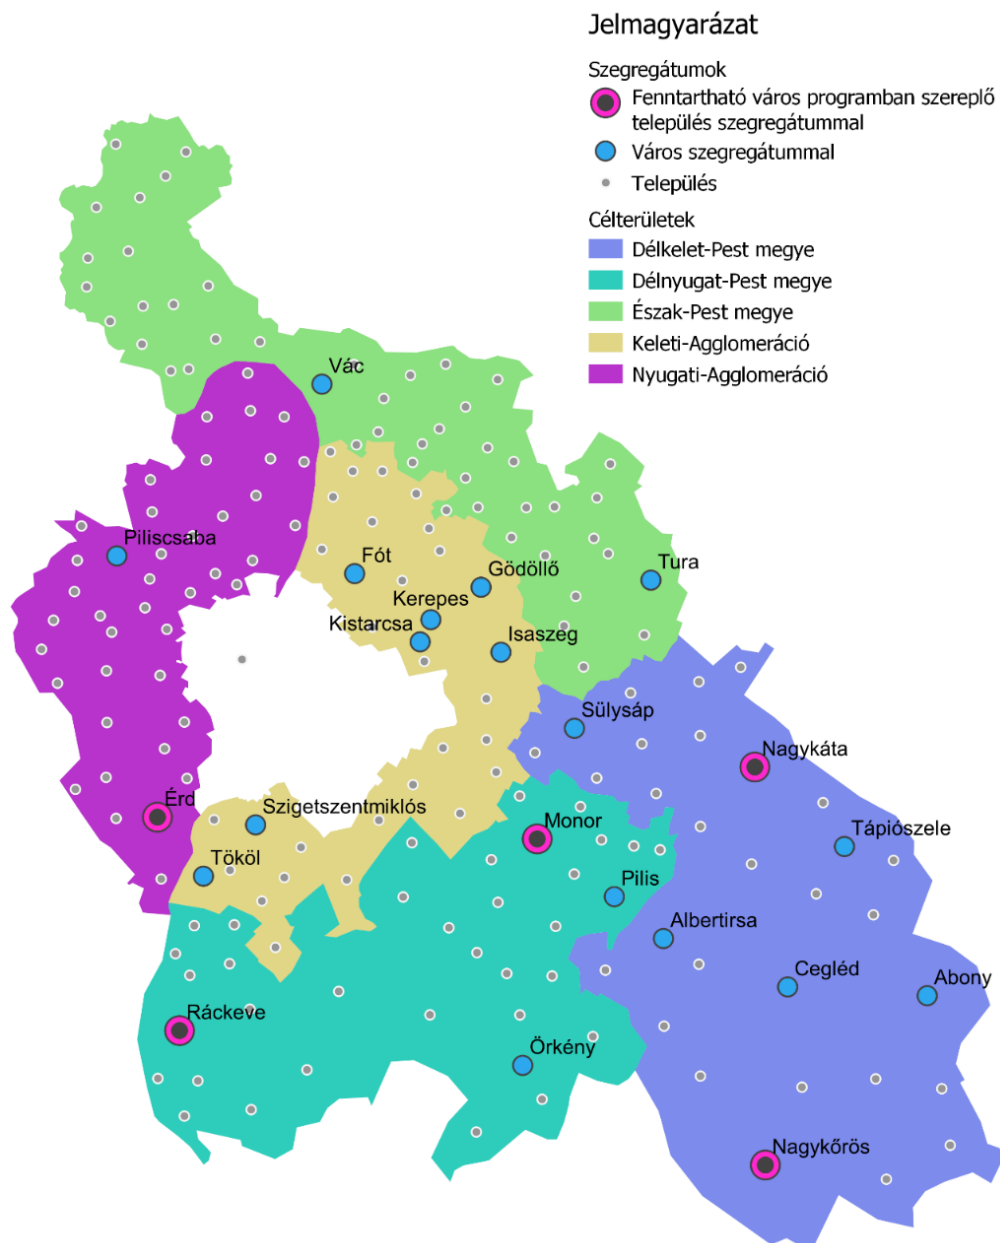 Jelmagyarázat
Szegregátumok
Fenntartható város programban szereplő
település szegregátummal
Város szegregátummal
Település
Célterületek
Délkelet-Pest megye
Délnyugat-Pest megye
Észak-Pest megye
Keleti-Agglomeráció
Nyugati-Agglomeráció
Vác
Piliscsaba
Fót
Gödöllő
Tura
Kerepes
Kistarcsa
Isaszeg
Sülysáp
Nagykáta
Érd
Szigetszentmiklós
Monor
Tápiószele
Tököl
Pilis
Albertirsa
Cegléd
Abony
Ráckeve
Örkény
Nagykőrös